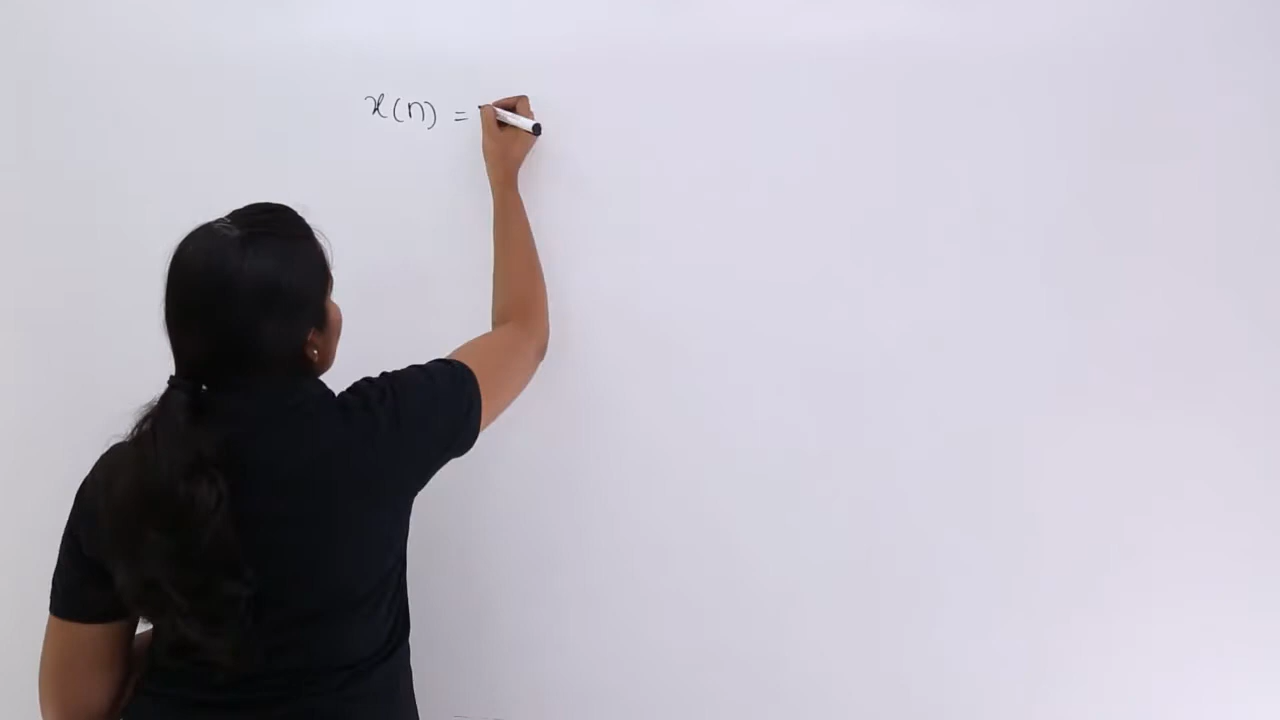 x(n) =